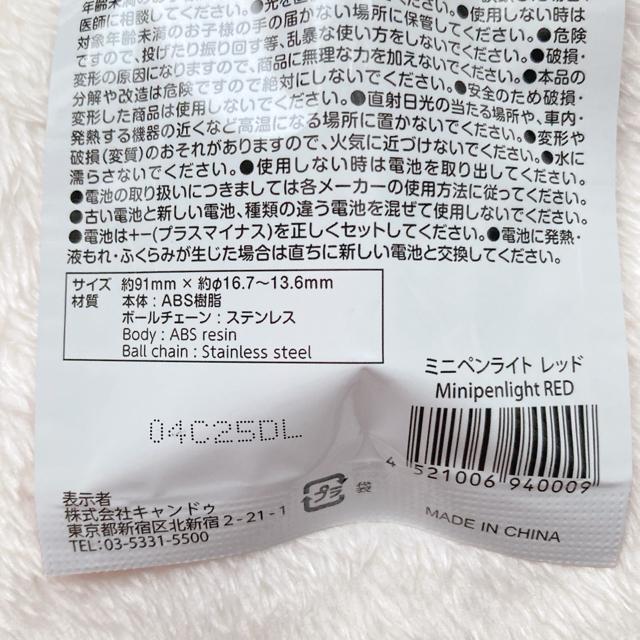 医師に相談してください。●光を直
●使用しない時は
対象年齢未満のお子様の手の届かない場所に保管してください。●危険
ですので、投げたり振り回す等、乱暴な使い方をしないでください。●破損・
変形の原因になりますので、商品に無理な力を加えないでください。●本品の
分解や改造は危険ですので絶対にしないでください。●安全のため破損・
変形した商品は使用しないでください。●直射日光の当たる場所や、車内・
発熱する機器の近くなど高温になる場所に置かないでください。●変形や
破損(変質)のおそれがありますので、火気に近づけないでください。●水に
濡らさないでください。●使用しない時は電池を取り出してください。
●電池の取り扱いにつきましては各メーカーの使用方法に従ってください。
●古い電池と新しい電池、種類の違う電池を混ぜて使用しないでください。
●電池は+−(プラスマイナス)を正しくセットしてください。●電池に発熱・
液もれ・ふくらみが生じた場合は直ちに新しい電池と交換してください。
サイズ 約91mm × 約φ16.7〜13.6mm
材質 本体：ABS樹脂
ボールチェーン：ステンレス
Body : ABS resin
Ball chain : Stainless steel
ミニペンライト レッド
Minipenlight RED
04C25DL
4 521006 940009
表示者
株式会社キャンドゥ
東京都新宿区北新宿2-21-1
TEL:03-5331-5500
プラ
袋
MADE IN CHINA